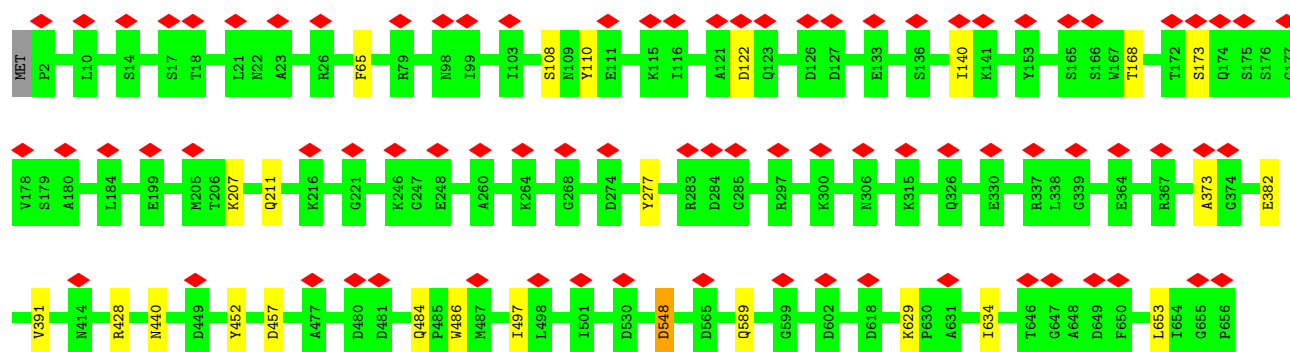 MET P2 L10 S14 S17 T18 L21 N22 A23 R26 F65 R79 N98 I99 I103 S108 N109 Y110 E111 K115 I116 A121 D122 Q123 D126 D127 E133 S136 I140 K141 Y153 S165 S166 W167 T168 T172 S173 Q174 S175 S176 G177
V178 S179 A180 L184 E199 M205 T206 K207 Q211 K216 G221 K246 G247 E248 A260 K264 G268 D274 Y277 R283 D284 G285 R297 K300 N306 K315 Q326 E330 R337 L338 G339 E364 R367 A373 G374 E382
V391 N414 R428 N440 D449 Y452 D457 A477 D480 D481 Q484 P485 W486 M487 I497 L498 I501 D530 D548 D565 Q589 G599 D602 D618 K629 P630 A631 I634 T646 G647 A648 D649 F650 L653 I654 G655 P656